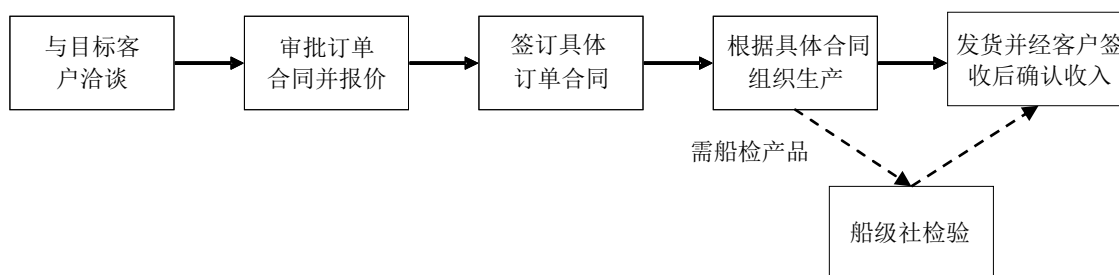 与目标客
户洽谈
审批订单
合同并报价
签订具体
订单合同
根据具体合同
组织生产
发货并经客户签
收后确认收入
需船检产品
船级社检验